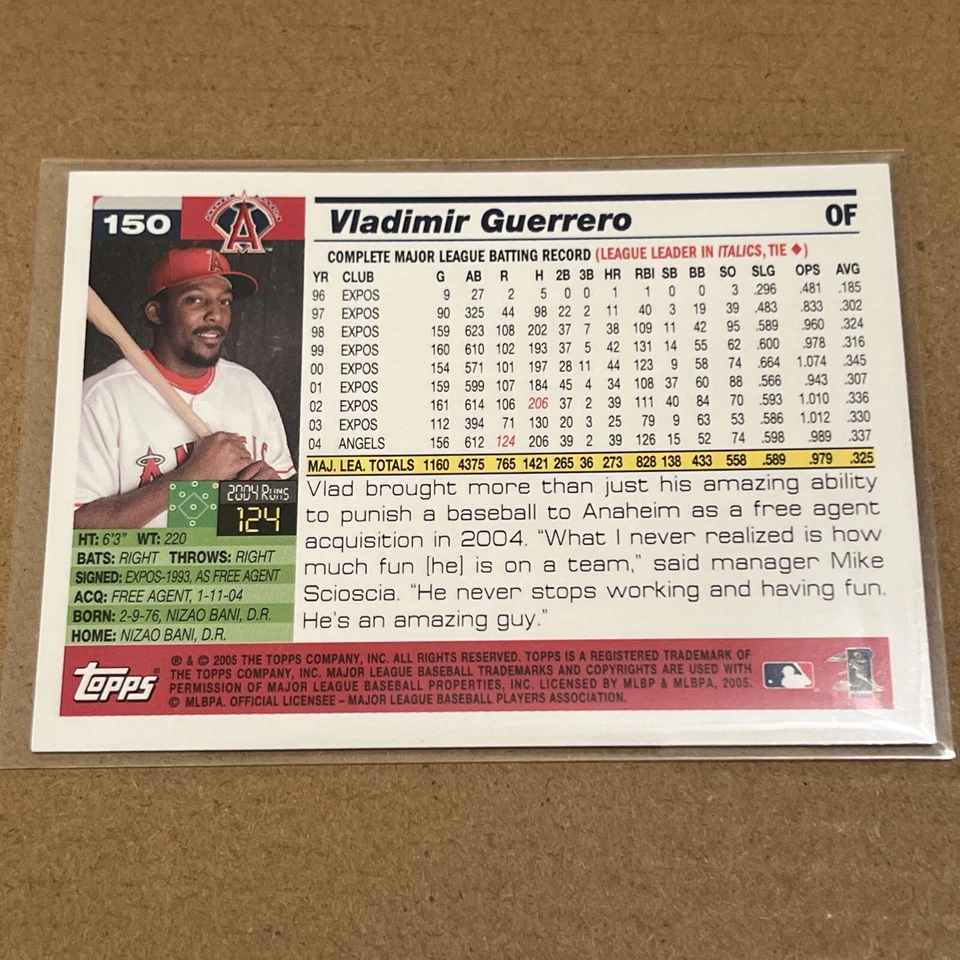 150
A
Vladimir Guerrero OF
COMPLETE MAJOR LEAGUE BATTING RECORD (LEAGUE LEADER IN ITALICS, TIE ◆)
YR CLUB G AB R H 2B 3B HR RBI SB BB SO SLG OPS AVG
96 EXPOS 9 27 2 5 0 0 1 1 0 0 3 .296 .481 .185
97 EXPOS 90 325 44 98 22 2 11 40 3 19 39 .483 .833 .302
98 EXPOS 159 623 108 202 37 7 38 109 11 42 95 .589 .960 .324
99 EXPOS 160 610 102 193 37 5 42 131 14 55 62 .600 .978 .316
00 EXPOS 154 571 101 197 28 11 44 123 9 58 74 .664 1.074 .345
01 EXPOS 159 599 107 184 45 4 34 108 37 60 88 .566 .943 .307
02 EXPOS 161 614 106 206 37 2 39 111 40 84 70 .593 1.010 .336
03 EXPOS 112 394 71 130 20 3 25 79 9 63 53 .586 1.012 .330
04 ANGELS 156 612 124 206 39 2 39 126 15 52 74 .598 .989 .337
MAJ. LEA. TOTALS 1160 4375 765 1421 265 36 273 828 138 433 558 .589 .979 .325
2004 RUNS
124
HT: 6'3" WT: 220
BATS: RIGHT THROWS: RIGHT
SIGNED: EXPOS-1993, AS FREE AGENT
ACQ: FREE AGENT, 1-11-04
BORN: 2-9-76, NIZAO BANI, D.R.
HOME: NIZAO BANI, D.R.
Vlad brought more than just his amazing ability
to punish a baseball to Anaheim as a free agent
acquisition in 2004. "What I never realized is how
much fun [he] is on a team," said manager Mike
Scioscia. "He never stops working and having fun.
He's an amazing guy."
Topps
® & © 2005 THE TOPPS COMPANY, INC. ALL RIGHTS RESERVED. TOPPS IS A REGISTERED TRADEMARK OF
THE TOPPS COMPANY, INC. MAJOR LEAGUE BASEBALL TRADEMARKS AND COPYRIGHTS ARE USED WITH
PERMISSION OF MAJOR LEAGUE BASEBALL PROPERTIES, INC. LICENSED BY MLBP & MLBPA, 2005.
© MLBPA. OFFICIAL LICENSEE – MAJOR LEAGUE BASEBALL PLAYERS ASSOCIATION.